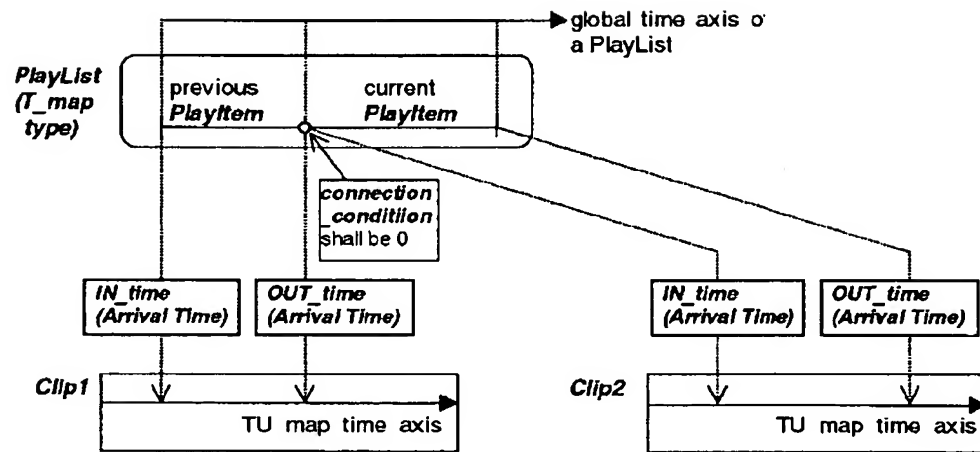 global time axis o
a PlayList
PlayList
(T_map
type)
previous
PlayItem
current
PlayItem
connection
_condition
shall be 0
IN_time
(Arrival Time)
OUT_time
(Arrival Time)
IN_time
(Arrival Time)
OUT_time
(Arrival Time)
Clip1
TU map time axis
Clip2
TU map time axis